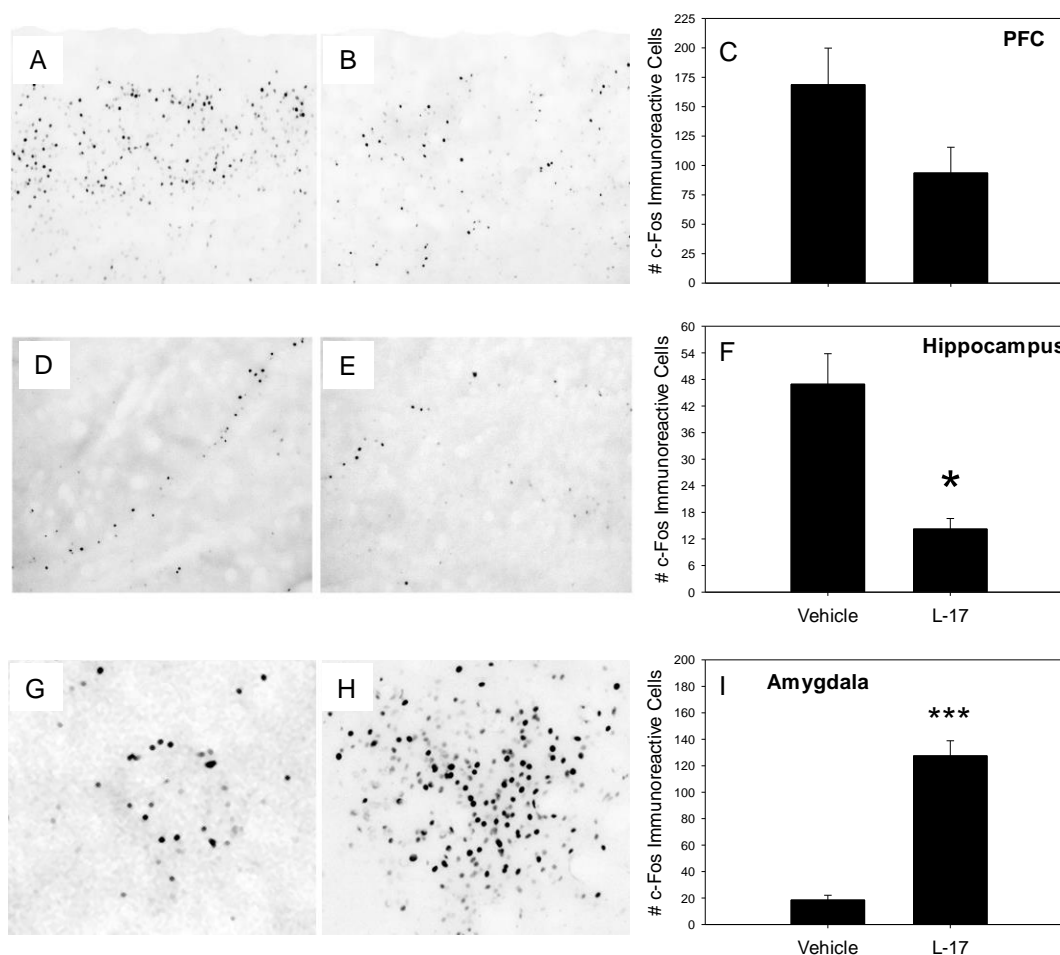 A
B
# c-Fos Immunoreactive Cells
225
200
175
150
125
100
75
50
25
0
C
PFC
D
E
# c-Fos Immunoreactive Cells
60
54
48
42
36
30
24
18
12
6
0
F
Hippocampus
*
Vehicle L-17
G
H
# c-Fos Immunoreactive Cells
200
180
160
140
120
100
80
60
40
20
0
I
Amygdala
***
Vehicle L-17